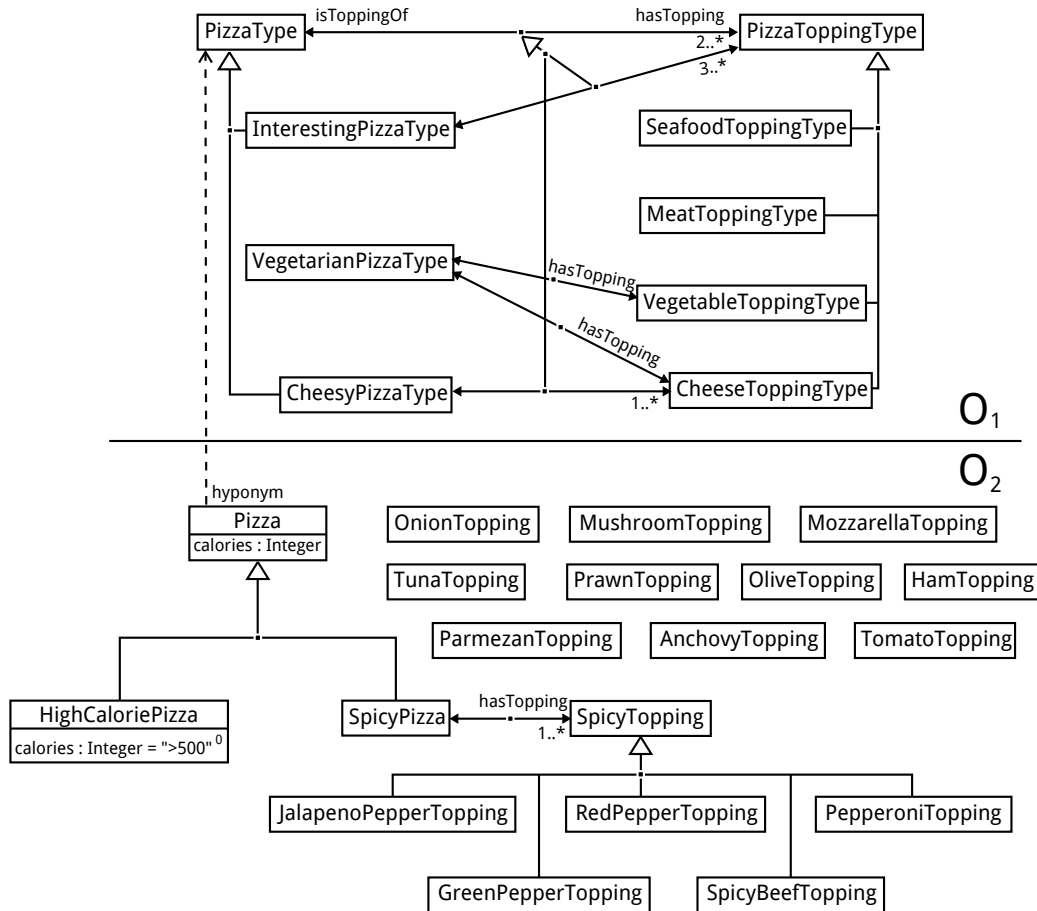 isToppingOf
hasTopping
PizzaType
PizzaToppingType
2..*
3..*
InterestingPizzaType
SeafoodToppingType
MeatToppingType
VegetarianPizzaType
hasTopping
VegetableToppingType
hasTopping
CheesyPizzaType
CheeseToppingType
1..*
O1
O2
hyponym
Pizza
calories : Integer
OnionTopping
MushroomTopping
MozzarellaTopping
TunaTopping
PrawnTopping
OliveTopping
HamTopping
ParmezanTopping
AnchovyTopping
TomatoTopping
HighCaloriePizza
calories : Integer = ">500" 0
SpicyPizza
hasTopping
1..*
SpicyTopping
JalapenoPepperTopping
RedPepperTopping
PepperoniTopping
GreenPepperTopping
SpicyBeefTopping